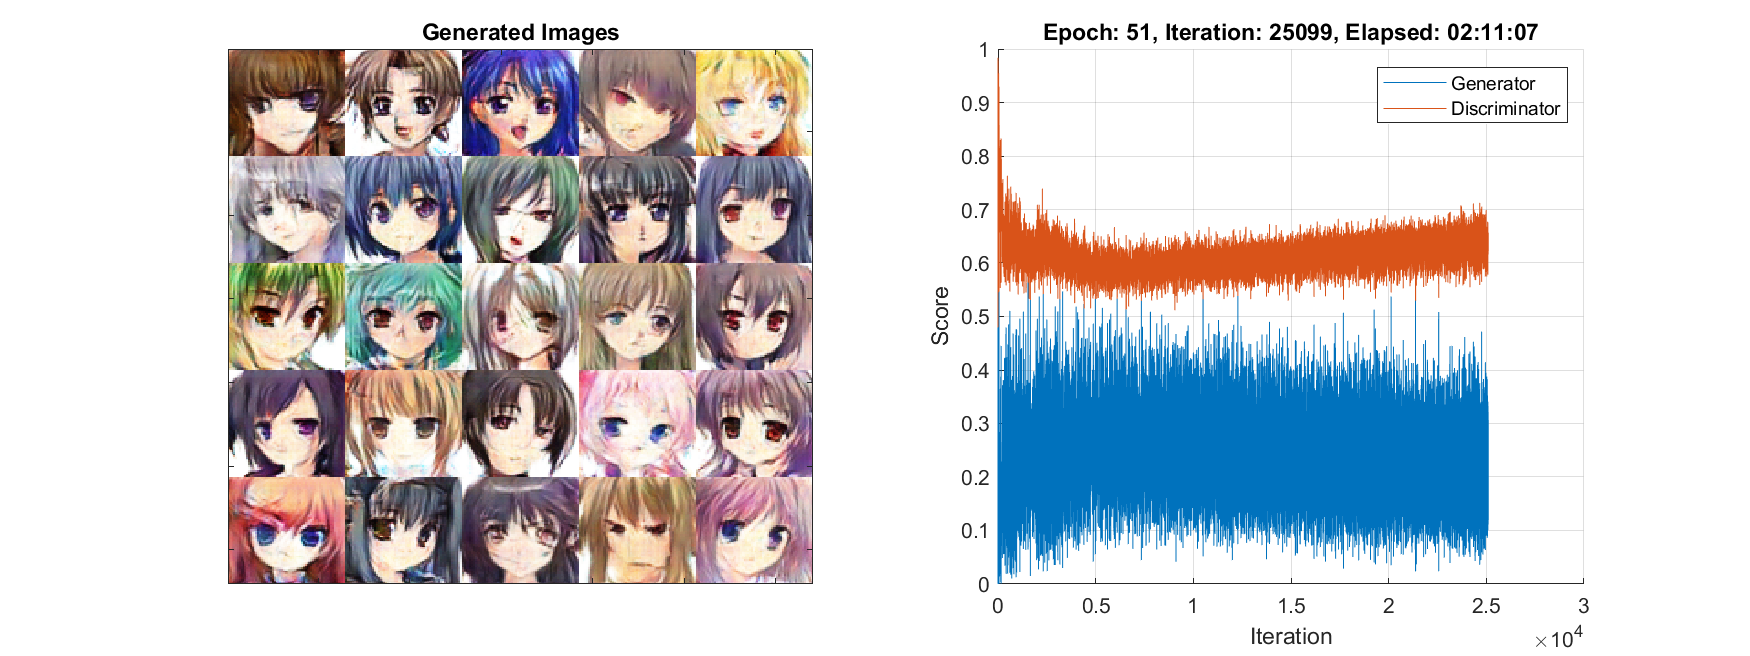 Generated Images
Epoch: 51, Iteration: 25099, Elapsed: 02:11:07
Generator
Discriminator
1
0.9
0.8
0.7
0.6
0.5
0.4
0.3
0.2
0.1
0
Score
0 0.5 1 1.5 2 2.5 3
Iteration
×10⁴